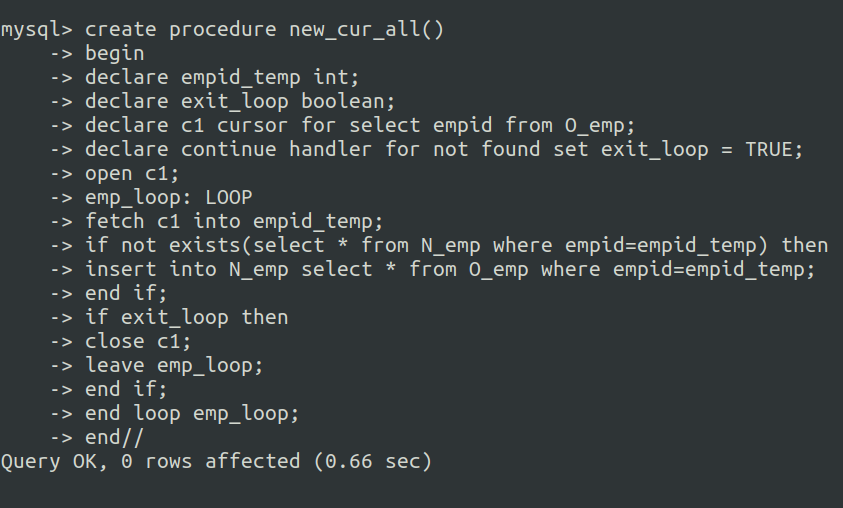 mysql> create procedure new_cur_all()
    -> begin
    -> declare empid_temp int;
    -> declare exit_loop boolean;
    -> declare c1 cursor for select empid from O_emp;
    -> declare continue handler for not found set exit_loop = TRUE;
    -> open c1;
    -> emp_loop: LOOP
    -> fetch c1 into empid_temp;
    -> if not exists(select * from N_emp where empid=empid_temp) then
    -> insert into N_emp select * from O_emp where empid=empid_temp;
    -> end if;
    -> if exit_loop then
    -> close c1;
    -> leave emp_loop;
    -> end if;
    -> end loop emp_loop;
    -> end//
Query OK, 0 rows affected (0.66 sec)